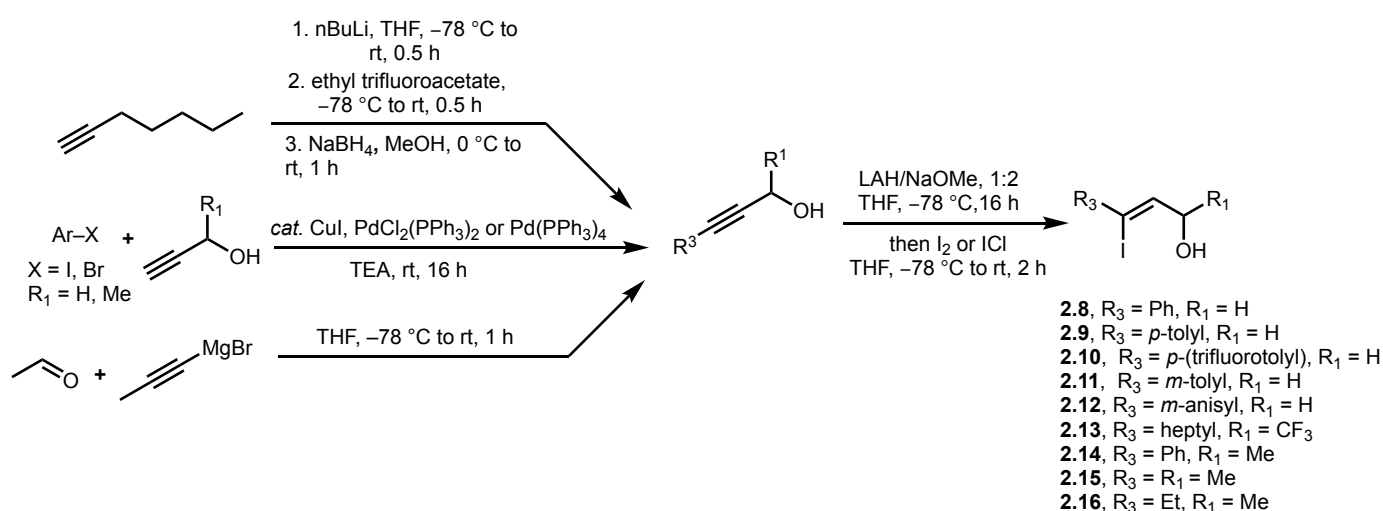 1. nBuLi, THF, −78 °C to
rt, 0.5 h
2. ethyl trifluoroacetate,
−78 °C to rt, 0.5 h
3. NaBH4, MeOH, 0 °C to
rt, 1 h
Ar–X
+
R1
OH
X = I, Br
R1 = H, Me
cat. CuI, PdCl2(PPh3)2 or Pd(PPh3)4
TEA, rt, 16 h
O
+
MgBr
THF, −78 °C to rt, 1 h
R1
OH
R3
LAH/NaOMe, 1:2
THF, −78 °C,16 h
then I2 or ICl
THF, −78 °C to rt, 2 h
R3
R1
I
OH
2.8, R3 = Ph, R1 = H
2.9, R3 = p-tolyl, R1 = H
2.10, R3 = p-(trifluorotolyl), R1 = H
2.11, R3 = m-tolyl, R1 = H
2.12, R3 = m-anisyl, R1 = H
2.13, R3 = heptyl, R1 = CF3
2.14, R3 = Ph, R1 = Me
2.15, R3 = R1 = Me
2.16, R3 = Et, R1 = Me